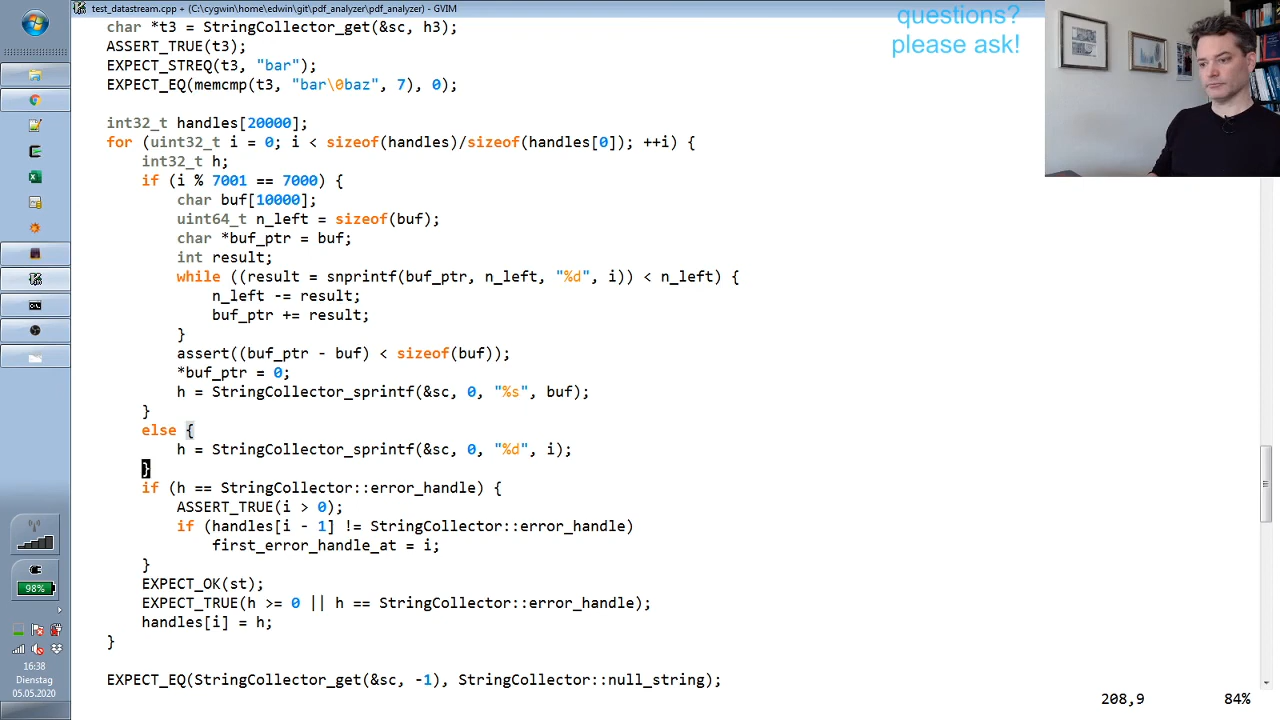 test_datastream.cpp + (C:\cygwin\home\edwin\git\pdf_analyzer\pdf_analyzer) - GVIM
questions?
please ask!
char *t3 = StringCollector_get(&sc, h3);
ASSERT_TRUE(t3);
EXPECT_STREQ(t3, "bar");
EXPECT_EQ(memcmp(t3, "bar\0baz", 7), 0);
int32_t handles[20000];
for (uint32_t i = 0; i < sizeof(handles)/sizeof(handles[0]); ++i) {
int32_t h;
if (i % 7001 == 7000) {
char buf[10000];
uint64_t n_left = sizeof(buf);
char *buf_ptr = buf;
int result;
while ((result = snprintf(buf_ptr, n_left, "%d", i)) < n_left) {
n_left -= result;
buf_ptr += result;
}
assert((buf_ptr - buf) < sizeof(buf));
*buf_ptr = 0;
h = StringCollector_sprintf(&sc, 0, "%s", buf);
}
else {
h = StringCollector_sprintf(&sc, 0, "%d", i);
}
if (h == StringCollector::error_handle) {
ASSERT_TRUE(i > 0);
if (handles[i - 1] != StringCollector::error_handle)
first_error_handle_at = i;
}
EXPECT_OK(st);
EXPECT_TRUE(h >= 0 || h == StringCollector::error_handle);
handles[i] = h;
}
EXPECT_EQ(StringCollector_get(&sc, -1), StringCollector::null_string);
208,9 84%
98%
16:38
Dienstag
05.05.2020